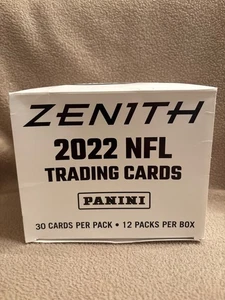 ZENITH
2022 NFL
TRADING CARDS
PANINI
30 CARDS PER PACK • 12 PACKS PER BOX